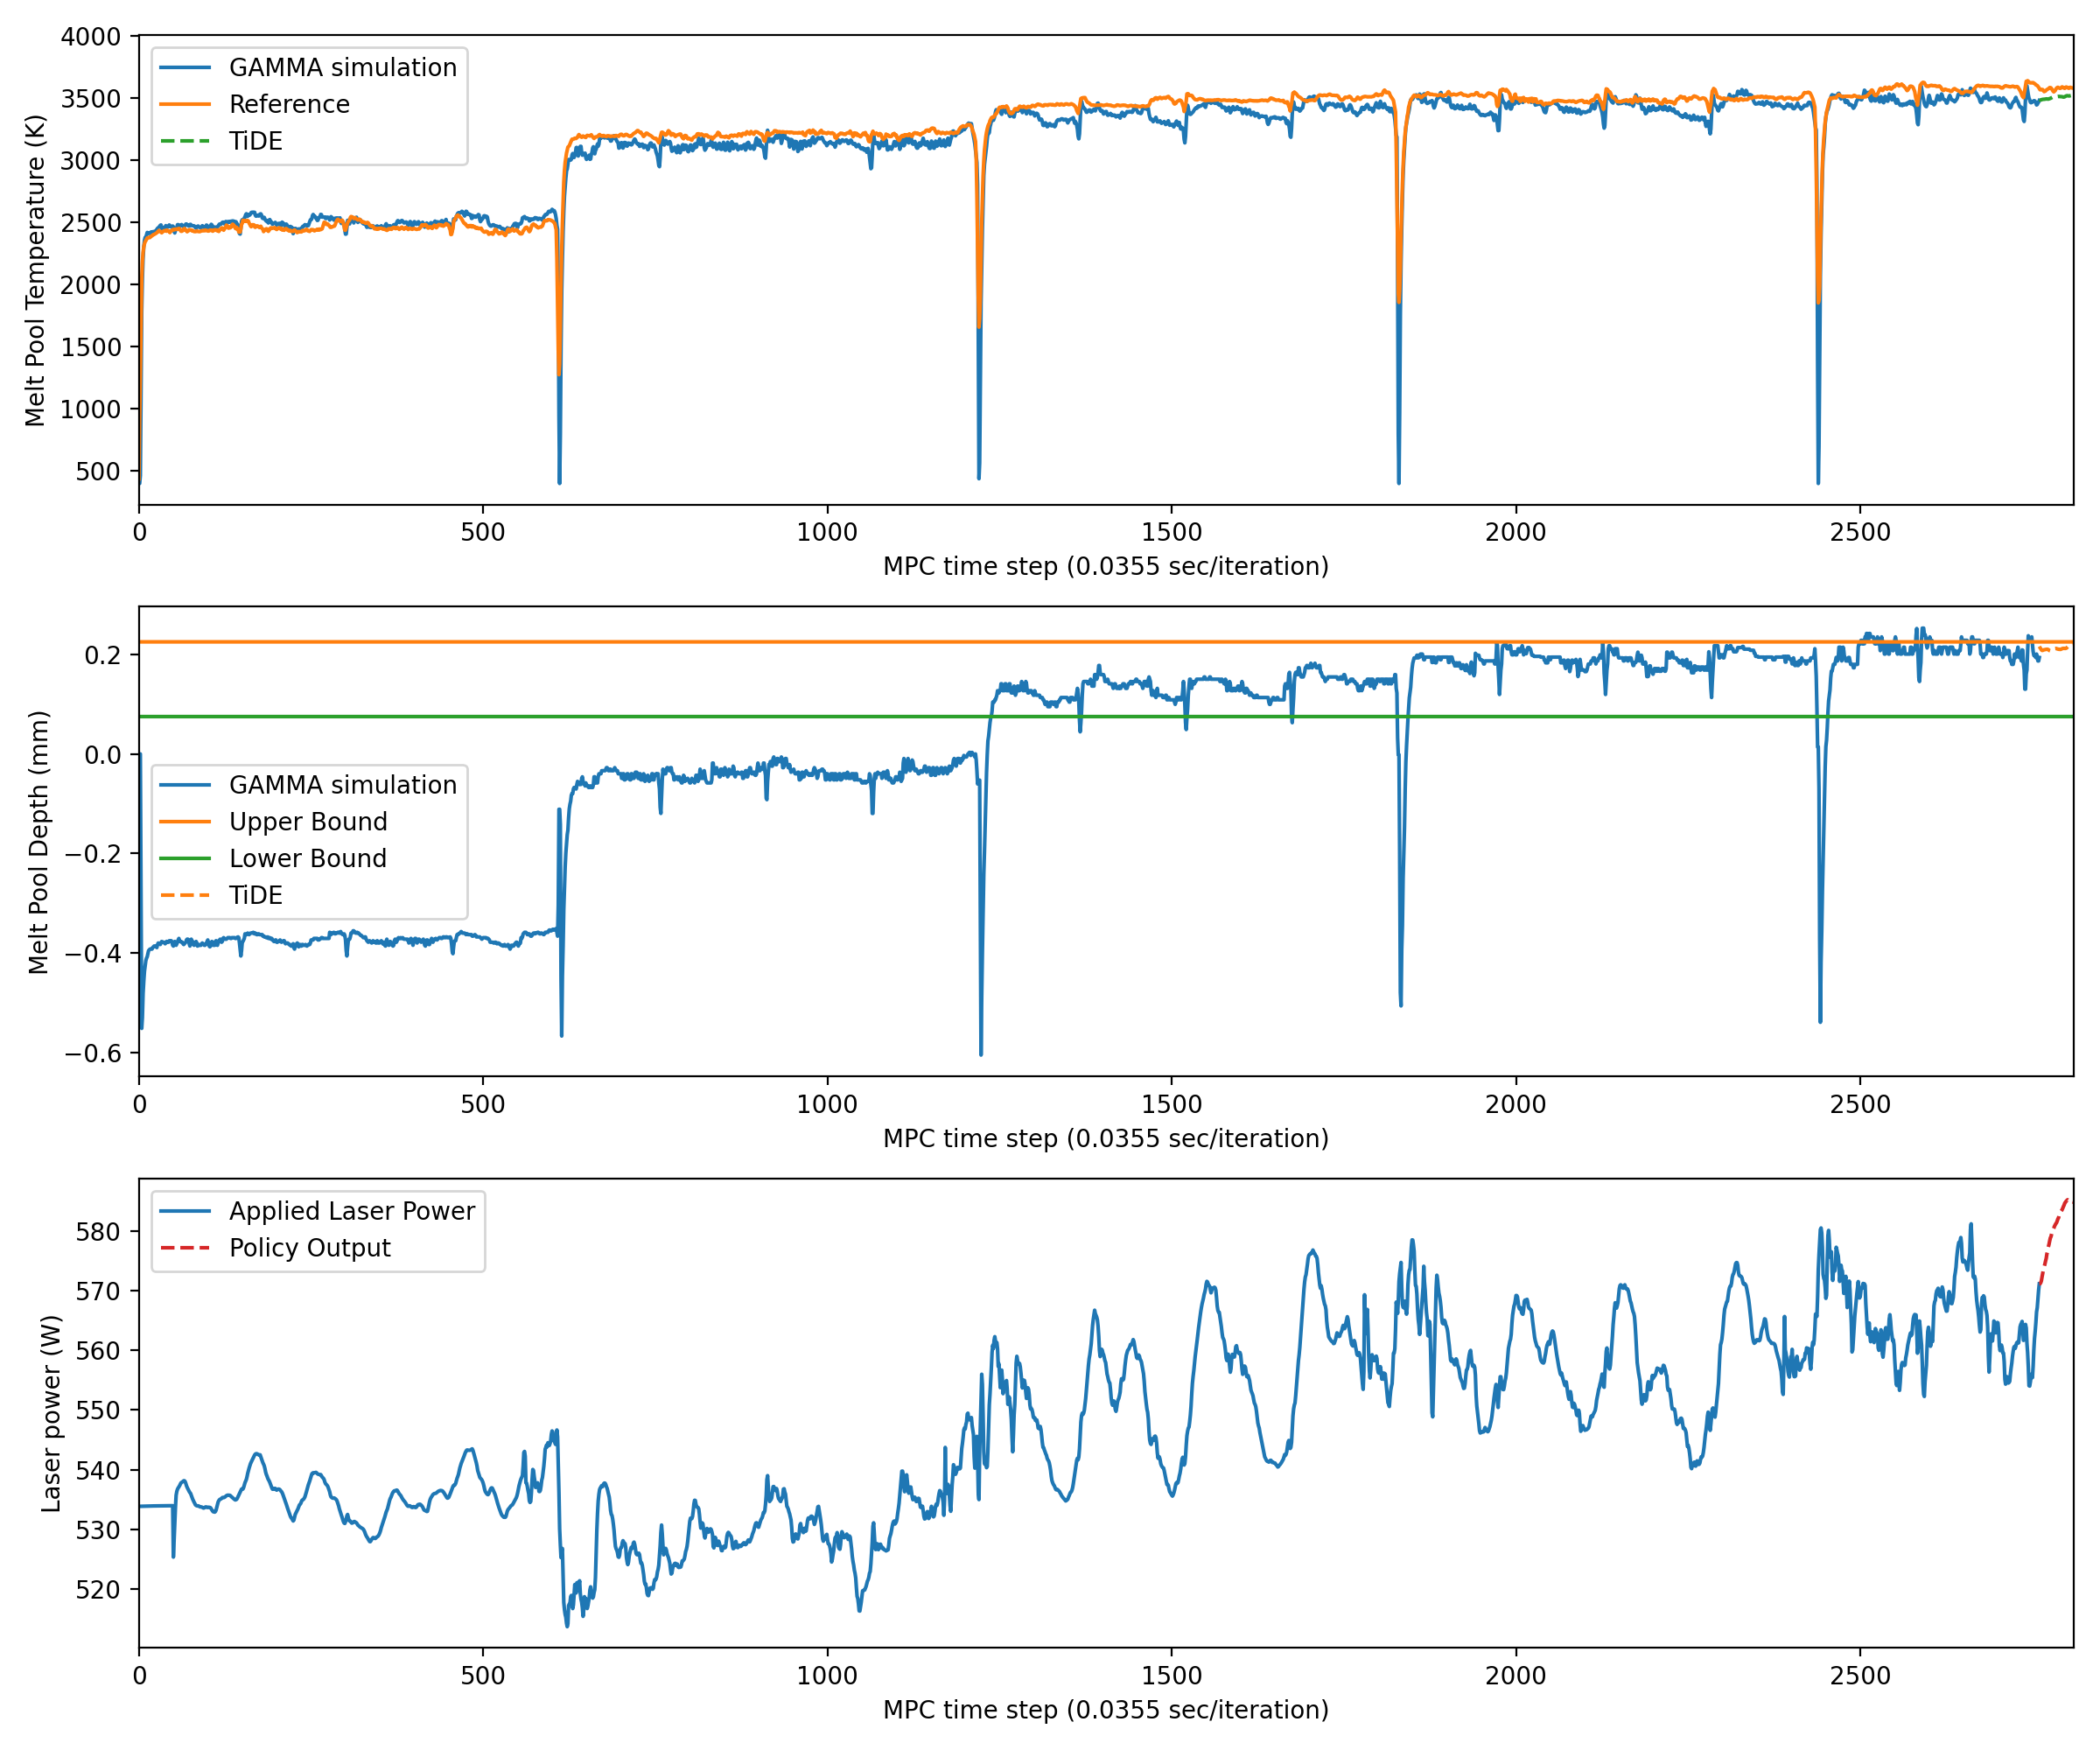 4000
3500
3000
2500
2000
1500
1000
500
Melt Pool Temperature (K)
GAMMA simulation
Reference
TiDE
0 500 1000 1500 2000 2500
MPC time step (0.0355 sec/iteration)
0.2
0.0
−0.2
−0.4
−0.6
Melt Pool Depth (mm)
GAMMA simulation
Upper Bound
Lower Bound
TiDE
0 500 1000 1500 2000 2500
MPC time step (0.0355 sec/iteration)
580
570
560
550
540
530
520
Laser power (W)
Applied Laser Power
Policy Output
0 500 1000 1500 2000 2500
MPC time step (0.0355 sec/iteration)